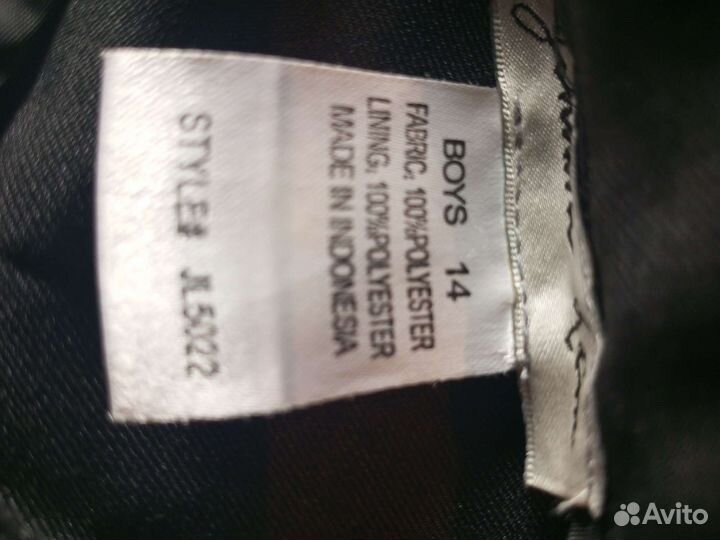 BOYS 14
FABRIC: 100%POLYESTER
LINING: 100%POLYESTER
MADE IN INDONESIA
STYLE# JL5022
Avito